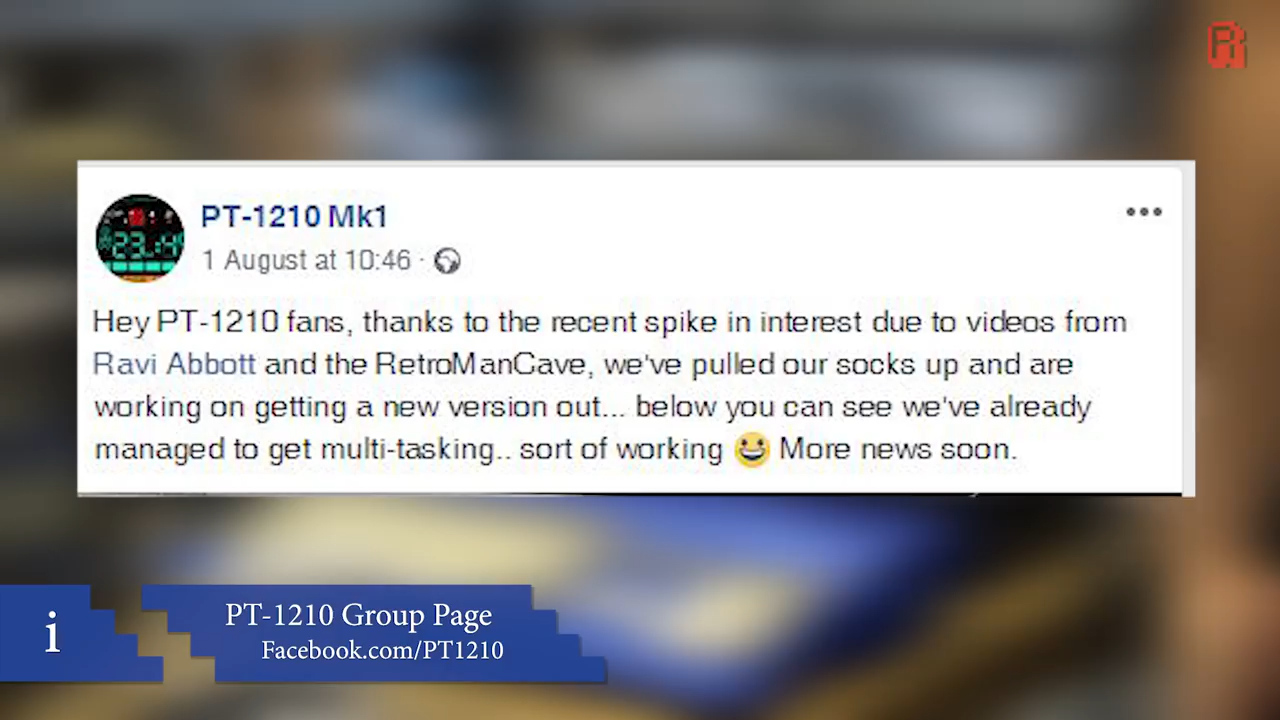 PT-1210 Mk1
1 August at 10:46 ·
Hey PT-1210 fans, thanks to the recent spike in interest due to videos from
Ravi Abbott and the RetroManCave, we've pulled our socks up and are
working on getting a new version out... below you can see we've already
managed to get multi-tasking.. sort of working 😀 More news soon.
i
PT-1210 Group Page
Facebook.com/PT1210